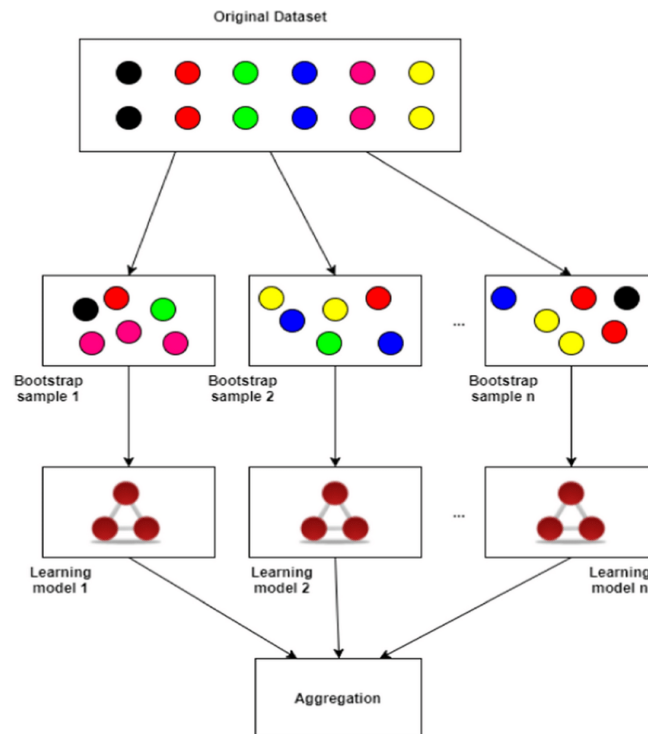 Original Dataset
...
Bootstrap
sample 1
Bootstrap
sample 2
Bootstrap
sample n
...
Learning
model 1
Learning
model 2
Learning
model n
Aggregation